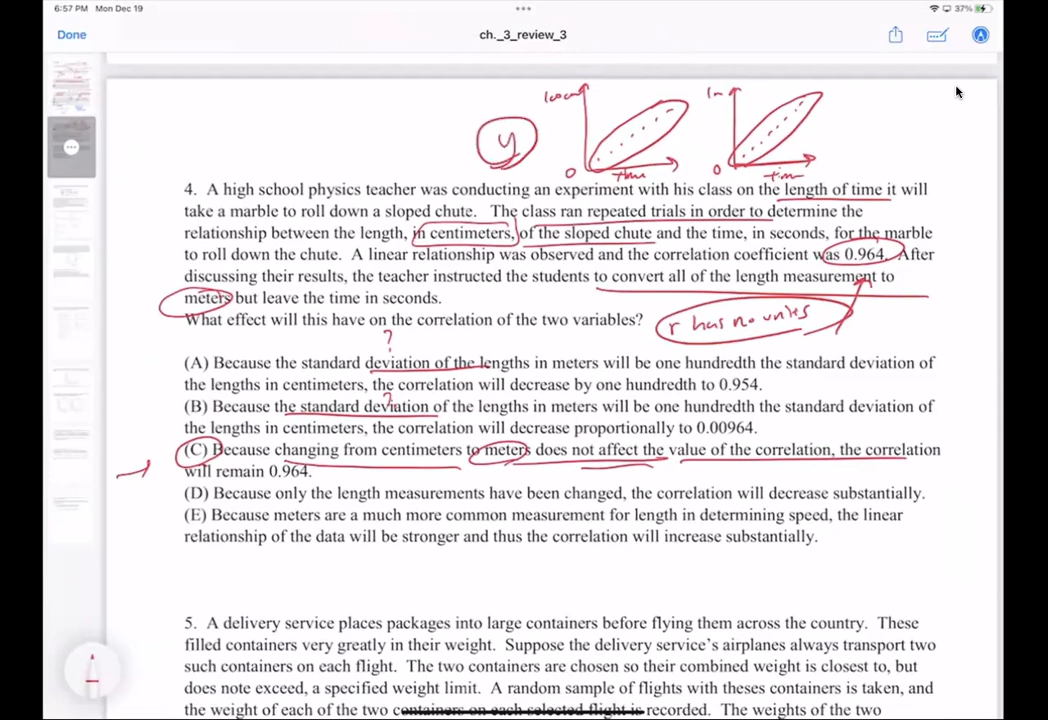 6:57 PM Mon Dec 19
37%
Done
ch._3_review_3
y
100cm
0
time
1m
0
time
4. A high school physics teacher was conducting an experiment with his class on the length of time it will
take a marble to roll down a sloped chute. The class ran repeated trials in order to determine the
relationship between the length, in centimeters, of the sloped chute and the time, in seconds, for the marble
to roll down the chute. A linear relationship was observed and the correlation coefficient was 0.964. After
discussing their results, the teacher instructed the students to convert all of the length measurement to
meters but leave the time in seconds.
What effect will this have on the correlation of the two variables?
r has no units
?
(A) Because the standard deviation of the lengths in meters will be one hundredth the standard deviation of
the lengths in centimeters, the correlation will decrease by one hundredth to 0.954.
?
(B) Because the standard deviation of the lengths in meters will be one hundredth the standard deviation of
the lengths in centimeters, the correlation will decrease proportionally to 0.00964.
(C) Because changing from centimeters to meters does not affect the value of the correlation, the correlation
will remain 0.964.
(D) Because only the length measurements have been changed, the correlation will decrease substantially.
(E) Because meters are a much more common measurement for length in determining speed, the linear
relationship of the data will be stronger and thus the correlation will increase substantially.
5. A delivery service places packages into large containers before flying them across the country. These
filled containers very greatly in their weight. Suppose the delivery service's airplanes always transport two
such containers on each flight. The two containers are chosen so their combined weight is closest to, but
does note exceed, a specified weight limit. A random sample of flights with theses containers is taken, and
the weight of each of the two containers on each selected flight is recorded. The weights of the two